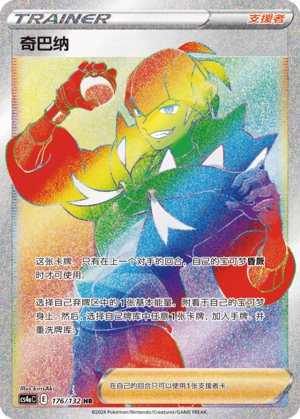 TRAINER 支援者
奇巴纳
这张卡牌,只有在上一个对手的回合,自己的宝可梦昏厥
时才可使用。
选择自己弃牌区中的1张基本能量,附着于自己的宝可梦
身上。然后,选择自己牌库中任意1张卡牌,加入手牌。并
重洗牌库。
Illus. kirisAki
cs4aC E 176/132 HR
在自己的回合只可以使用1张支援者卡。
©2024 Pokémon/Nintendo/Creatures/GAME FREAK